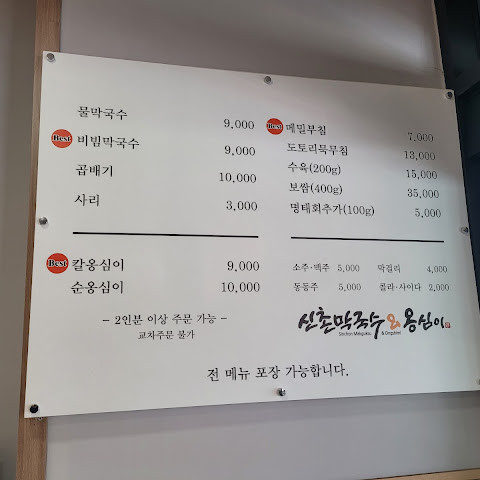 물막국수 9,000
Best 비빔막국수 9,000
곱배기 10,000
사리 3,000
Best 메밀부침 7,000
도토리묵무침 13,000
수육(200g) 15,000
보쌈(400g) 35,000
명태회추가(100g) 5,000
Best 칼옹심이 9,000
순옹심이 10,000
- 2인분 이상 주문 가능 -
교차주문 불가
소주·맥주 5,000 막걸리 4,000
동동주 5,000 콜라·사이다 2,000
신촌막국수&옹심이
Sinchon Makguksu & Ongsimi
전 메뉴 포장 가능합니다.